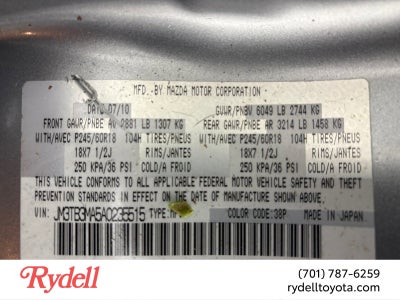 MFD.-BY MAZDA MOTOR CORPORATION
DATE 07/10 GVWR/PNBV 6049 LB 2744 KG
FRONT GAWR/PNBE AV 2881 LB 1307 KG REAR GAWR/PNBE AR 3214 LB 1458 KG
WITH/AVEC P245/60R18 104H TIRES/PNEUS WITH/AVEC P245/60R18 104H TIRES/PNEUS
18X7 1/2J RIMS/JANTES 18X7 1/2J RIMS/JANTES
250 KPA/36 PSI 250 KPA/36 PSI
THIS VEHICLE CONFORMS TO ALL APPLICABLE FEDERAL MOTOR VEHICLE SAFETY AND THEFT
PREVENTION STANDARDS IN EFFECT ON THE DATE OF MANUFACTURE SHOWN ABOVE.
VIN: JM3TB3MA5A0235515 TYPE: COLOR CODE:38P MADE IN JAPAN
Rydell
(701) 787-6259
rydelltoyota.com